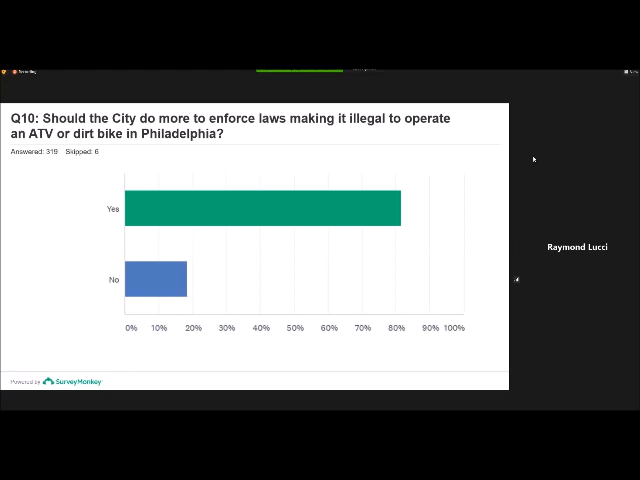 Recording
View
Q10: Should the City do more to enforce laws making it illegal to operate
an ATV or dirt bike in Philadelphia?
Answered: 319 Skipped: 6
Yes
No
0% 10% 20% 30% 40% 50% 60% 70% 80% 90% 100%
Raymond Lucci
Powered by SurveyMonkey